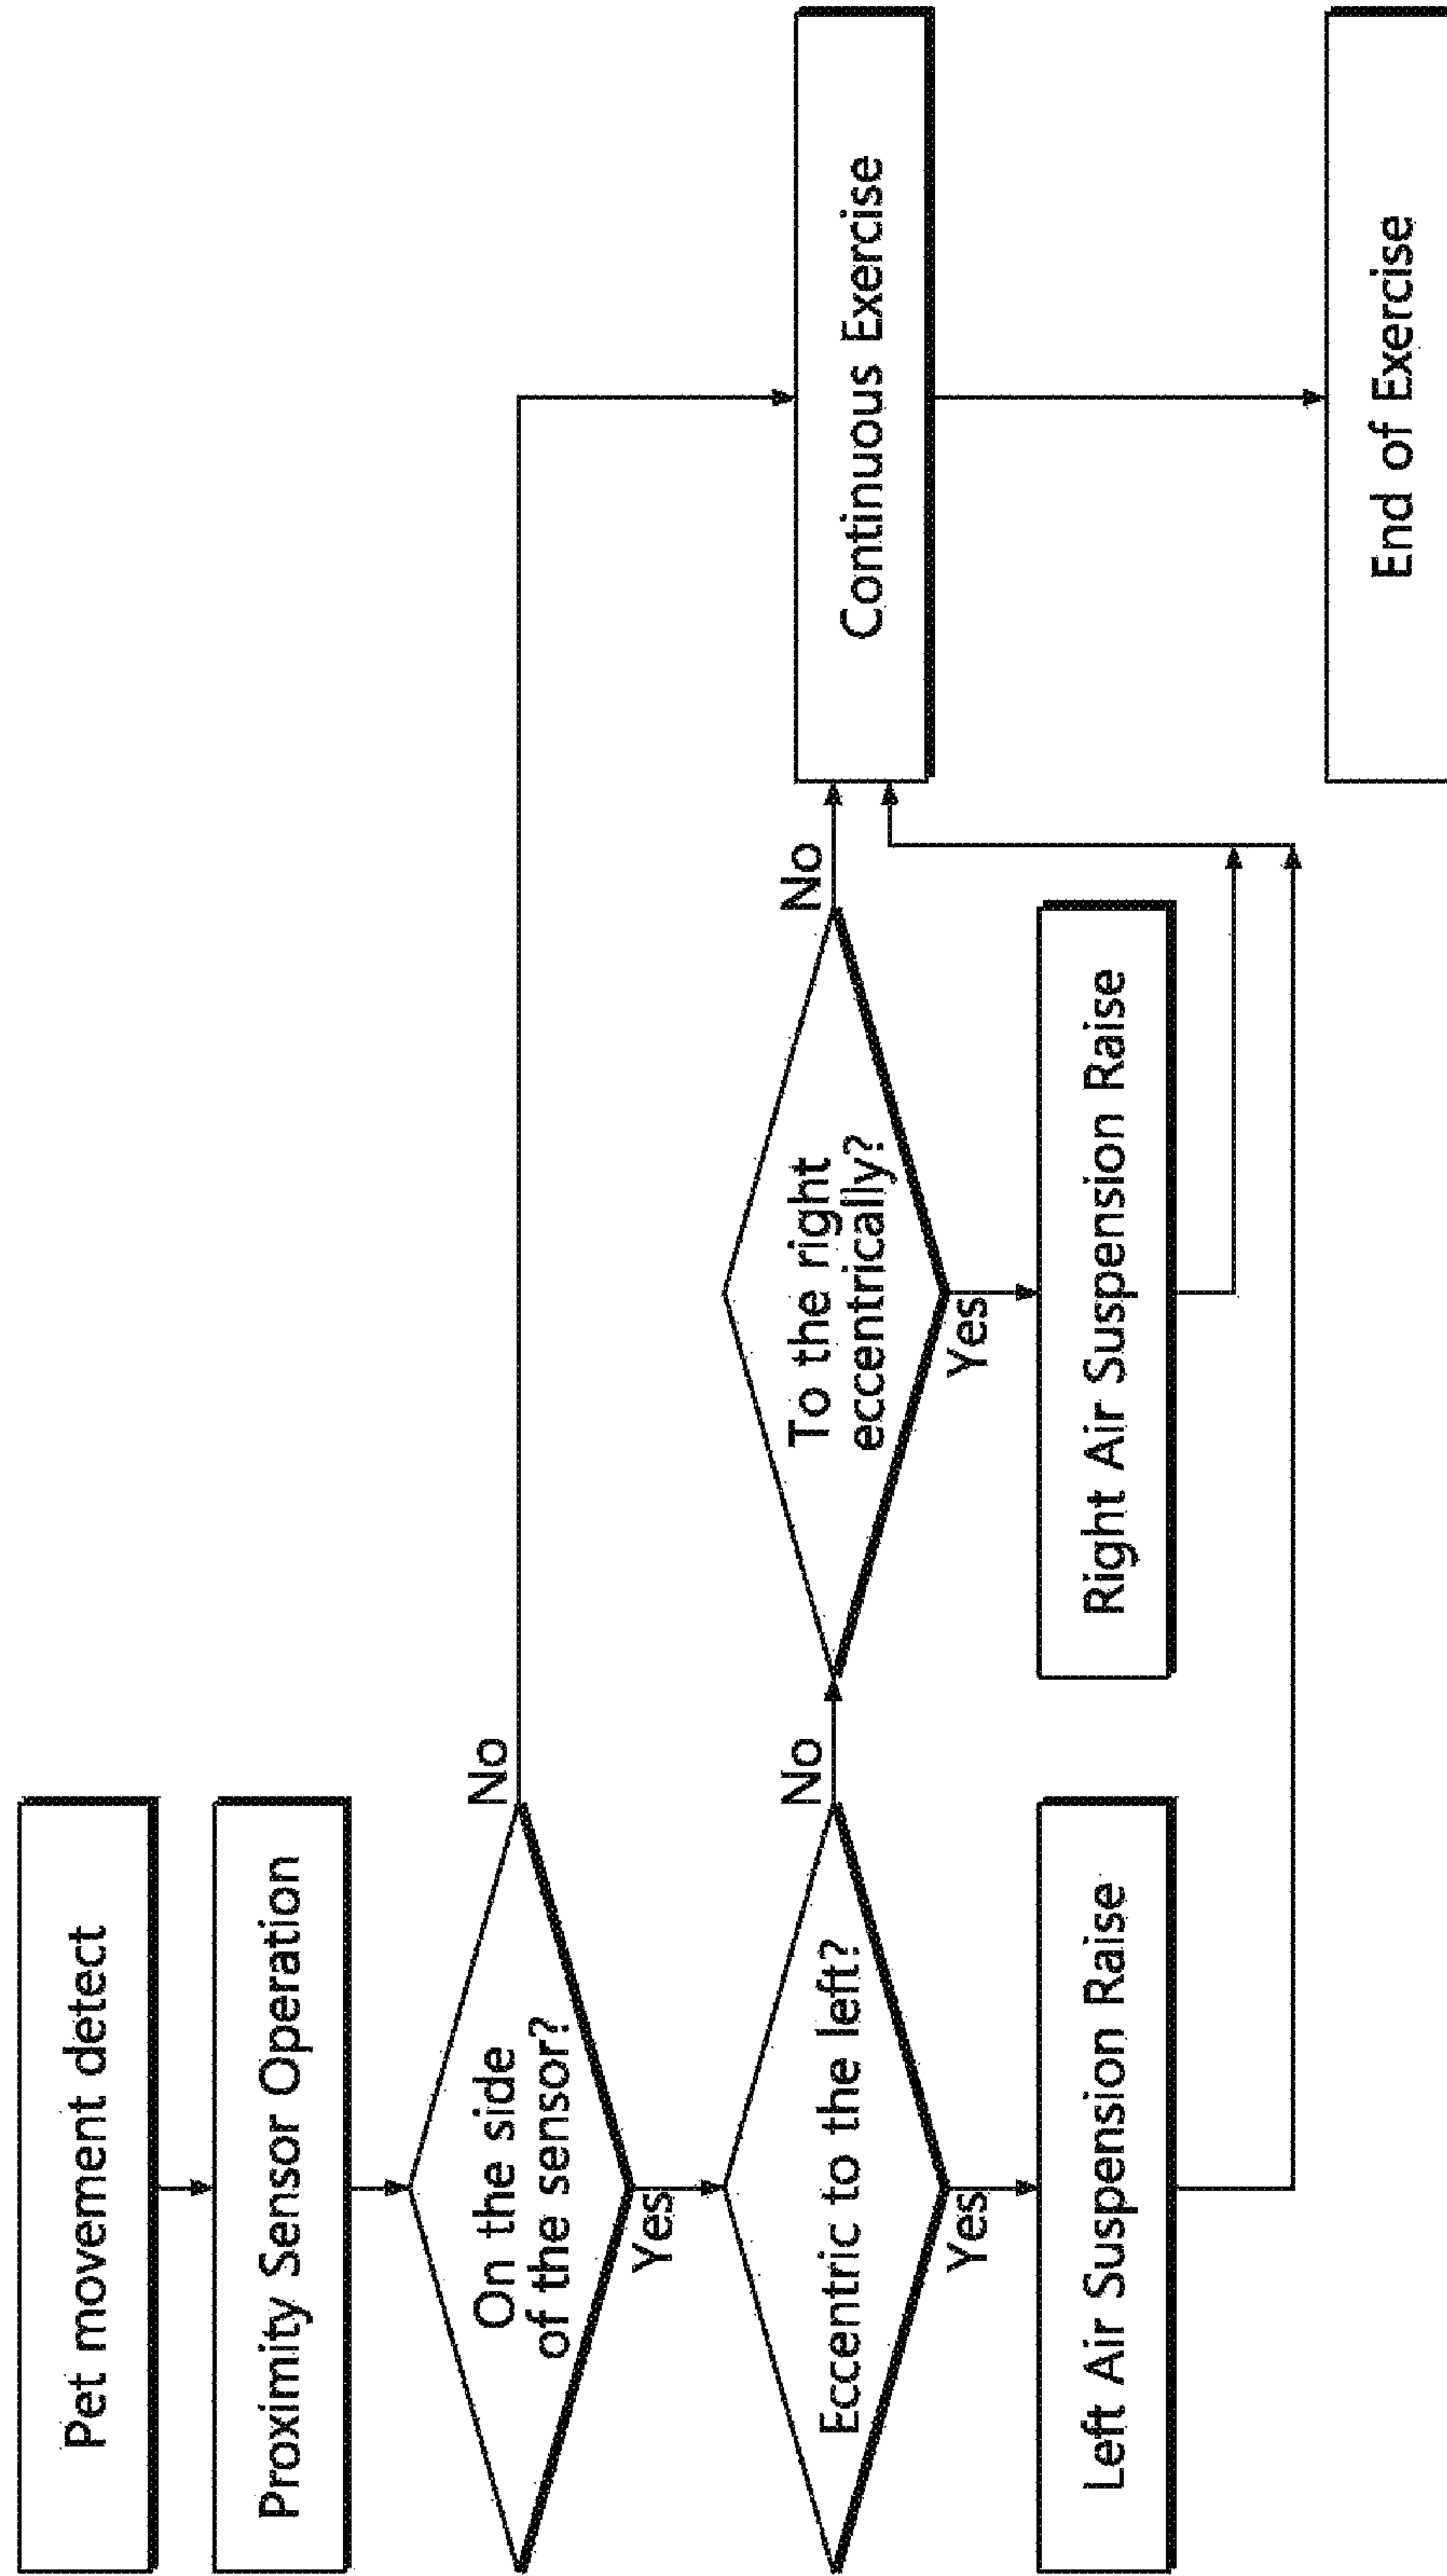 Pet movement detect
Proximity Sensor Operation
On the side
of the sensor?
No
Yes
Eccentric to the left?
No
Yes
To the right
eccentrically?
No
Yes
Continuous Exercise
Left Air Suspension Raise
Right Air Suspension Raise
End of Exercise